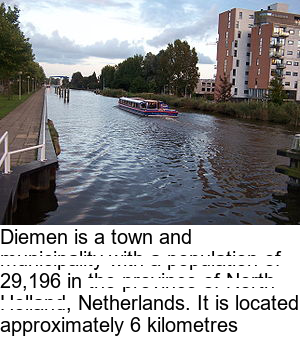 Diemen is a town and
municipality with a population of
29,196 in the province of North
Holland, Netherlands. It is located
approximately 6 kilometres